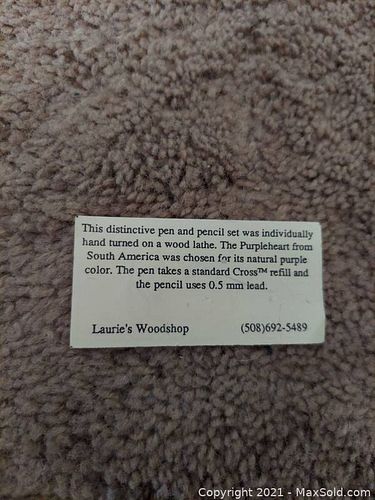 This distinctive pen and pencil set was individually
hand turned on a wood lathe. The Purpleheart from
South America was chosen for its natural purple
color. The pen takes a standard Cross™ refill and
the pencil uses 0.5 mm lead.
Laurie's Woodshop (508)692-5489
Copyright 2021 - MaxSold.com